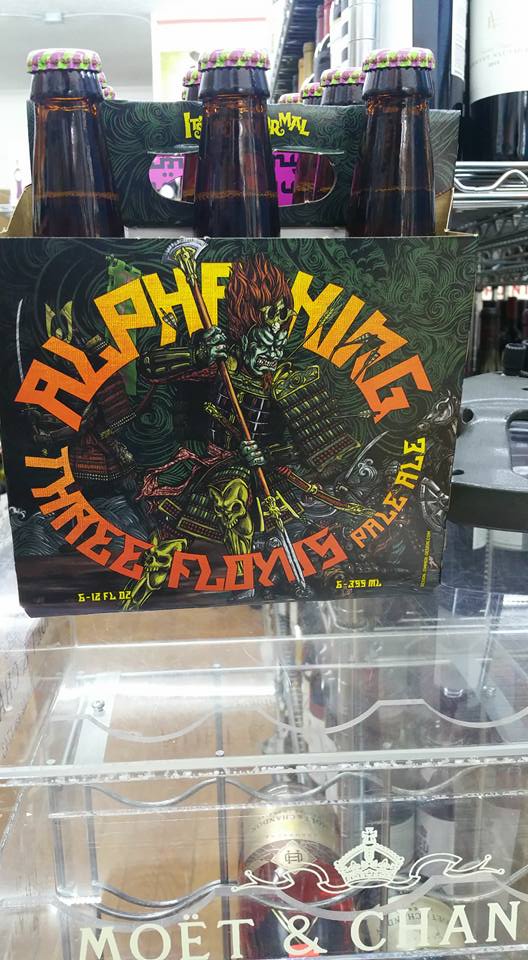 ALPHA KING
THREE FLOYDS
PALE ALE
6-12 FL OZ
6-355 ML
MOËT & CHAN